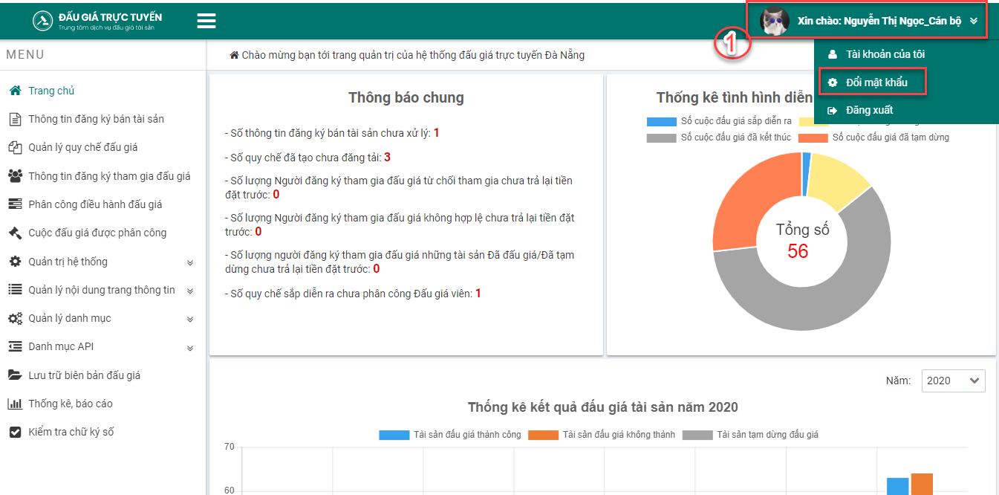 ĐẤU GIÁ TRỰC TUYẾN
Trung tâm dịch vụ đấu giá tài sản
Xin chào: Nguyễn Thị Ngọc_Cán bộ
1
Tài khoản của tôi
Đổi mật khẩu
Đăng xuất
MENU
Trang chủ
Thông tin đăng ký bán tài sản
Quản lý quy chế đấu giá
Thông tin đăng ký tham gia đấu giá
Phân công điều hành đấu giá
Cuộc đấu giá được phân công
Quản trị hệ thống
Quản lý nội dung trang thông tin
Quản lý danh mục
Danh mục API
Lưu trữ biên bản đấu giá
Thống kê, báo cáo
Kiểm tra chữ ký số
Chào mừng bạn tới trang quản trị của hệ thống đấu giá trực tuyến Đà Nẵng
Thông báo chung
- Số thông tin đăng ký bán tài sản chưa xử lý: 1
- Số quy chế đã tạo chưa đăng tải: 3
- Số lượng Người đăng ký tham gia đấu giá từ chối tham gia chưa trả lại tiền
đặt trước: 0
- Số lượng Người đăng ký tham gia đấu giá không hợp lệ chưa trả lại tiền đặt
trước: 0
- Số lượng người đăng ký tham gia đấu giá những tài sản Đã đấu giá/Đã tạm
dừng chưa trả lại tiền đặt trước: 0
- Số quy chế sắp diễn ra chưa phân công Đấu giá viên: 1
Thống kê tình hình diễn
Số cuộc đấu giá sắp diễn ra
Số cuộc đấu giá đã kết thúc
Số cuộc đấu giá đã tạm dừng
Tổng số
56
Năm: 2020
Thống kê kết quả đấu giá tài sản năm 2020
Tài sản đấu giá thành công
Tài sản đấu giá không thành
Tài sản tạm dừng đấu giá
70
60